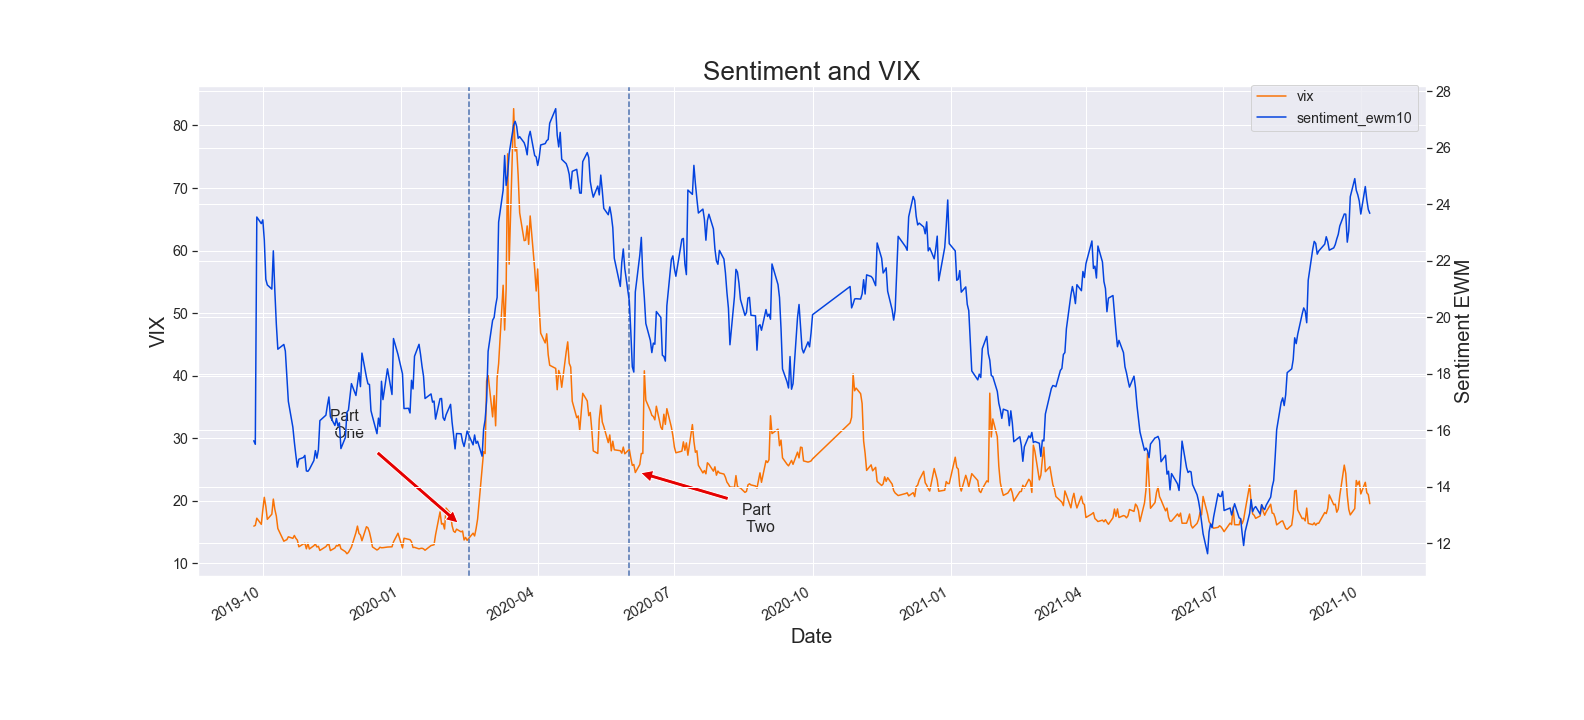 Sentiment and VIX
vix
sentiment_ewm10
80
70
60
50
40
30
20
10
VIX
28
26
24
22
20
18
16
14
12
Sentiment EWM
Part
One
Part
Two
2019-10
2020-01
2020-04
2020-07
2020-10
2021-01
2021-04
2021-07
2021-10
Date